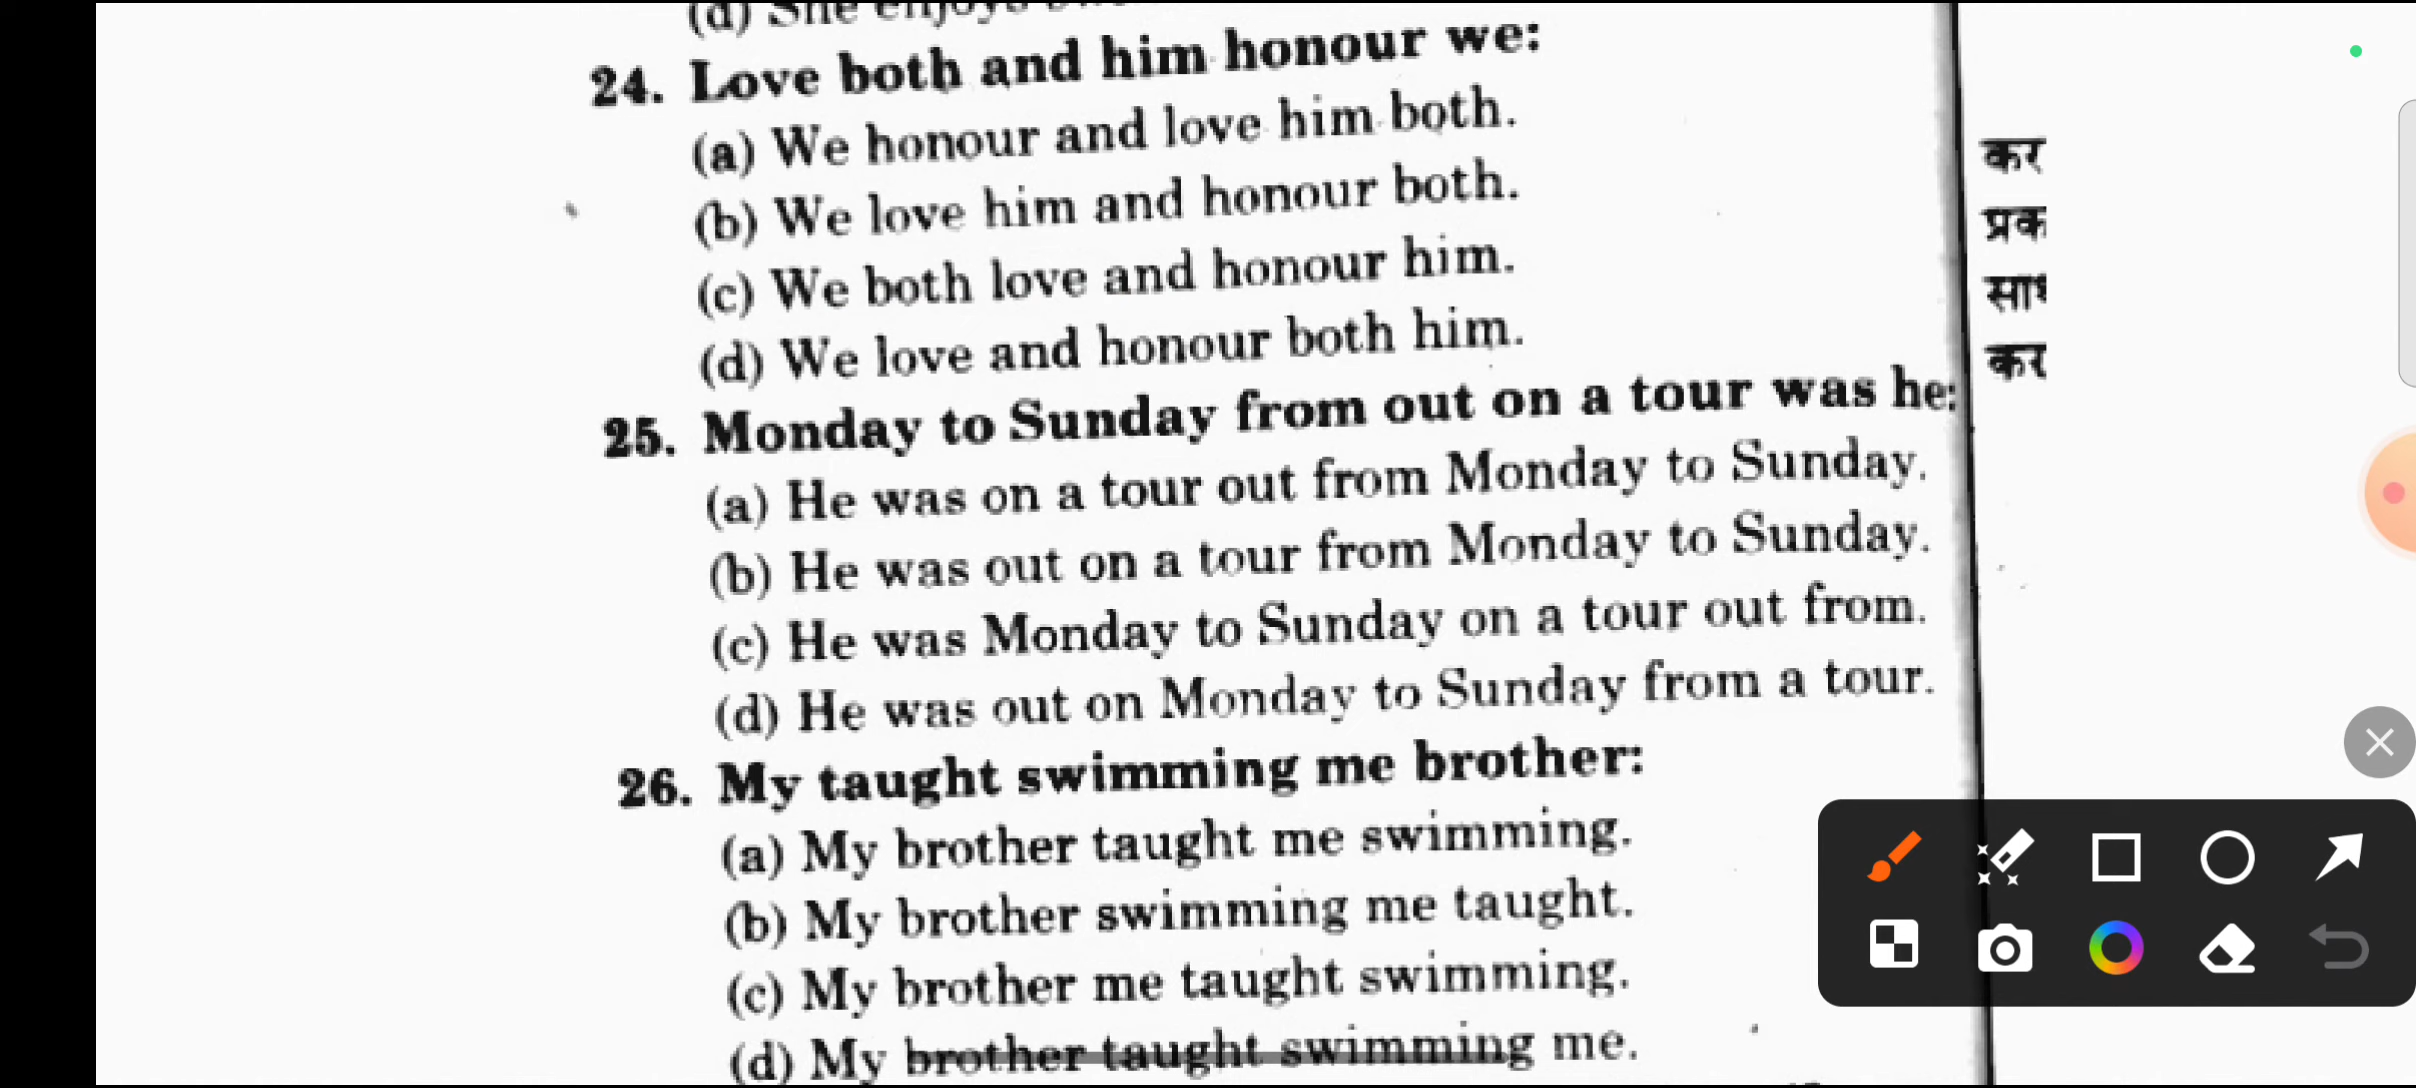 (d) She enjoys
24. Love both and him honour we:
(a) We honour and love him both.
(b) We love him and honour both.
(c) We both love and honour him.
(d) We love and honour both him.
25. Monday to Sunday from out on a tour was he:
(a) He was on a tour out from Monday to Sunday.
(b) He was out on a tour from Monday to Sunday.
(c) He was Monday to Sunday on a tour out from.
(d) He was out on Monday to Sunday from a tour.
26. My taught swimming me brother:
(a) My brother taught me swimming.
(b) My brother swimming me taught.
(c) My brother me taught swimming.
(d) My brother taught swimming me.
कर
कर